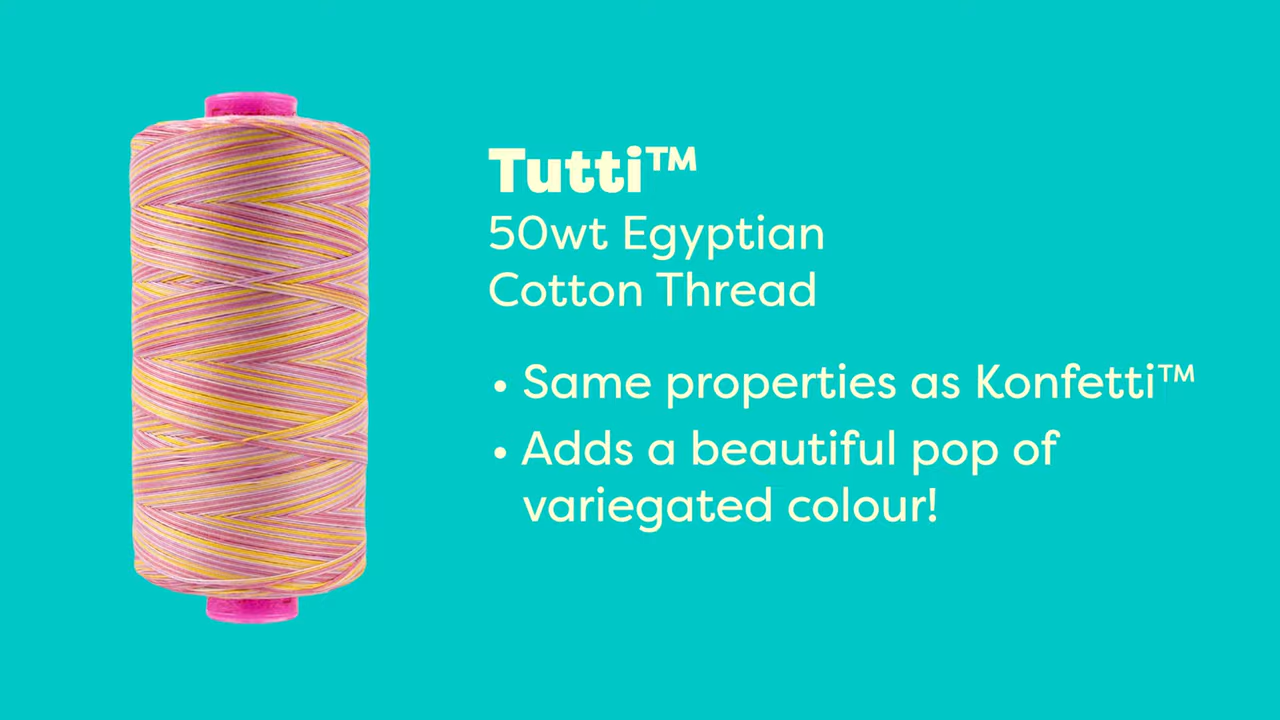 Tutti™
50wt Egyptian
Cotton Thread
• Same properties as Konfetti™
• Adds a beautiful pop of
variegated colour!